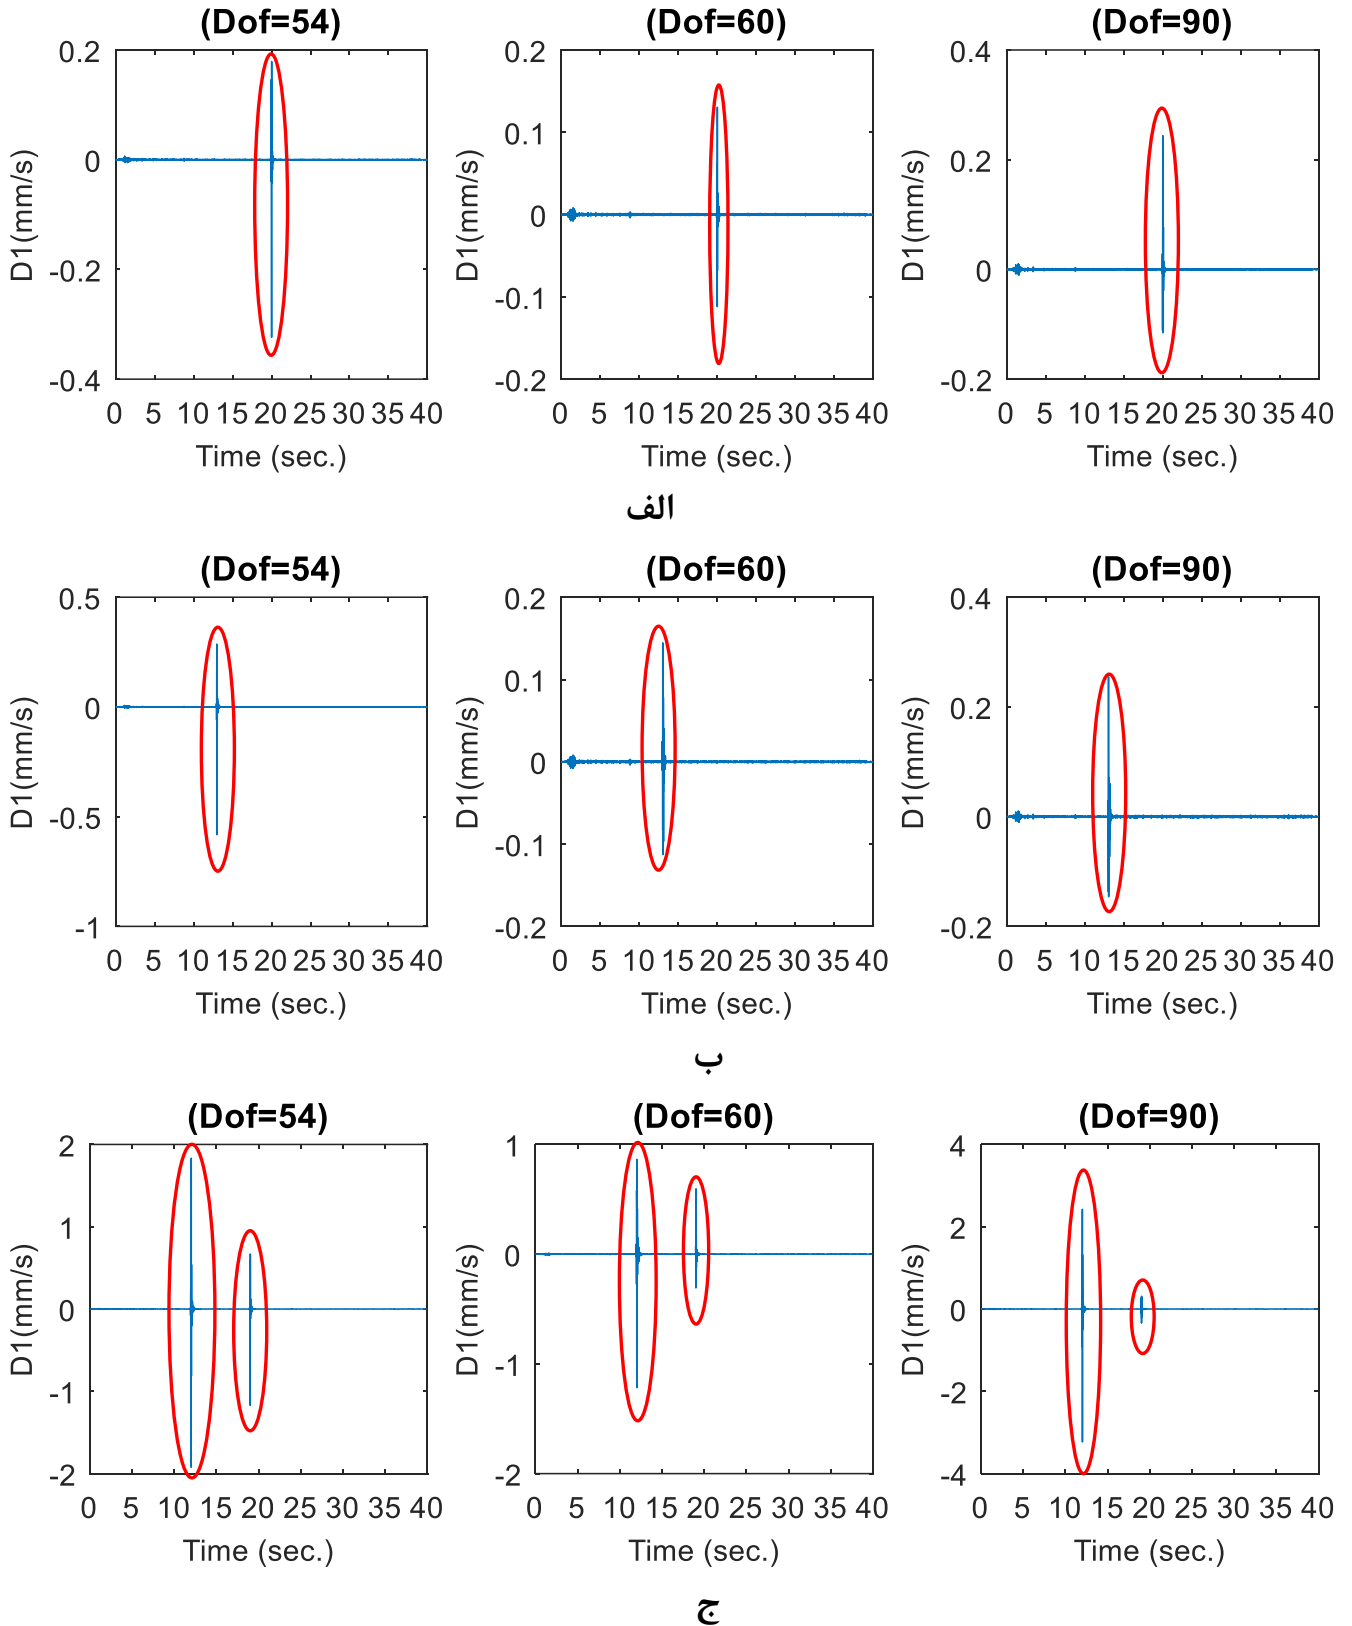 (Dof=54) (Dof=60) (Dof=90)
0.2 0.2 0.4
D1(mm/s) D1(mm/s) D1(mm/s)
0 0.1 0.2
-0.2 0 0
-0.4 -0.1 -0.2
-0.2
0 5 10 15 20 25 30 35 40 0 5 10 15 20 25 30 35 40 0 5 10 15 20 25 30 35 40
Time (sec.) Time (sec.) Time (sec.)
الف
(Dof=54) (Dof=60) (Dof=90)
0.5 0.2 0.4
D1(mm/s) D1(mm/s) D1(mm/s)
0 0.1 0.2
-0.5 0 0
-1 -0.1 -0.2
-0.2
0 5 10 15 20 25 30 35 40 0 5 10 15 20 25 30 35 40 0 5 10 15 20 25 30 35 40
Time (sec.) Time (sec.) Time (sec.)
ب
(Dof=54) (Dof=60) (Dof=90)
2 1 4
D1(mm/s) D1(mm/s) D1(mm/s)
1 0 2
0 -1 0
-1 -2 -2
-2 -4
0 5 10 15 20 25 30 35 40 0 5 10 15 20 25 30 35 40 0 5 10 15 20 25 30 35 40
Time (sec.) Time (sec.) Time (sec.)
ج